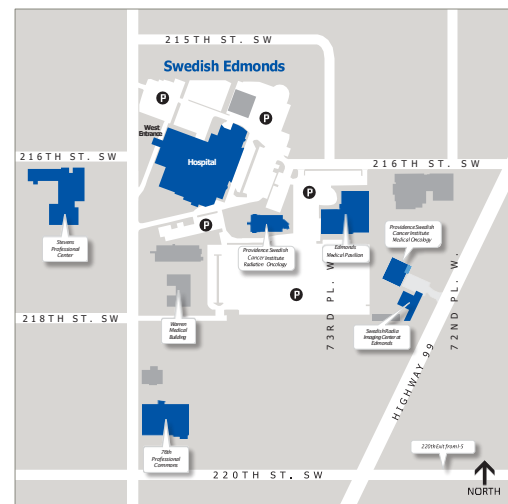 215TH ST. SW
Swedish Edmonds
P
P
West
Entrance
Hospital
216TH ST. SW
216TH ST. SW
P
P
Stevens
Professional
Center
Providence Swedish
Cancer Institute
Radiation Oncology
Edmonds
Medical Pavilion
Providence Swedish
Cancer Institute
Medical Oncology
P
218TH ST. SW
Warren
Medical
Building
73RD PL. W.
Swedish Radia
Imaging Center at
Edmonds
72ND PL. W.
HIGHWAY 99
76th
Professional
Commons
220th Exit from I-5
220TH ST. SW
NORTH